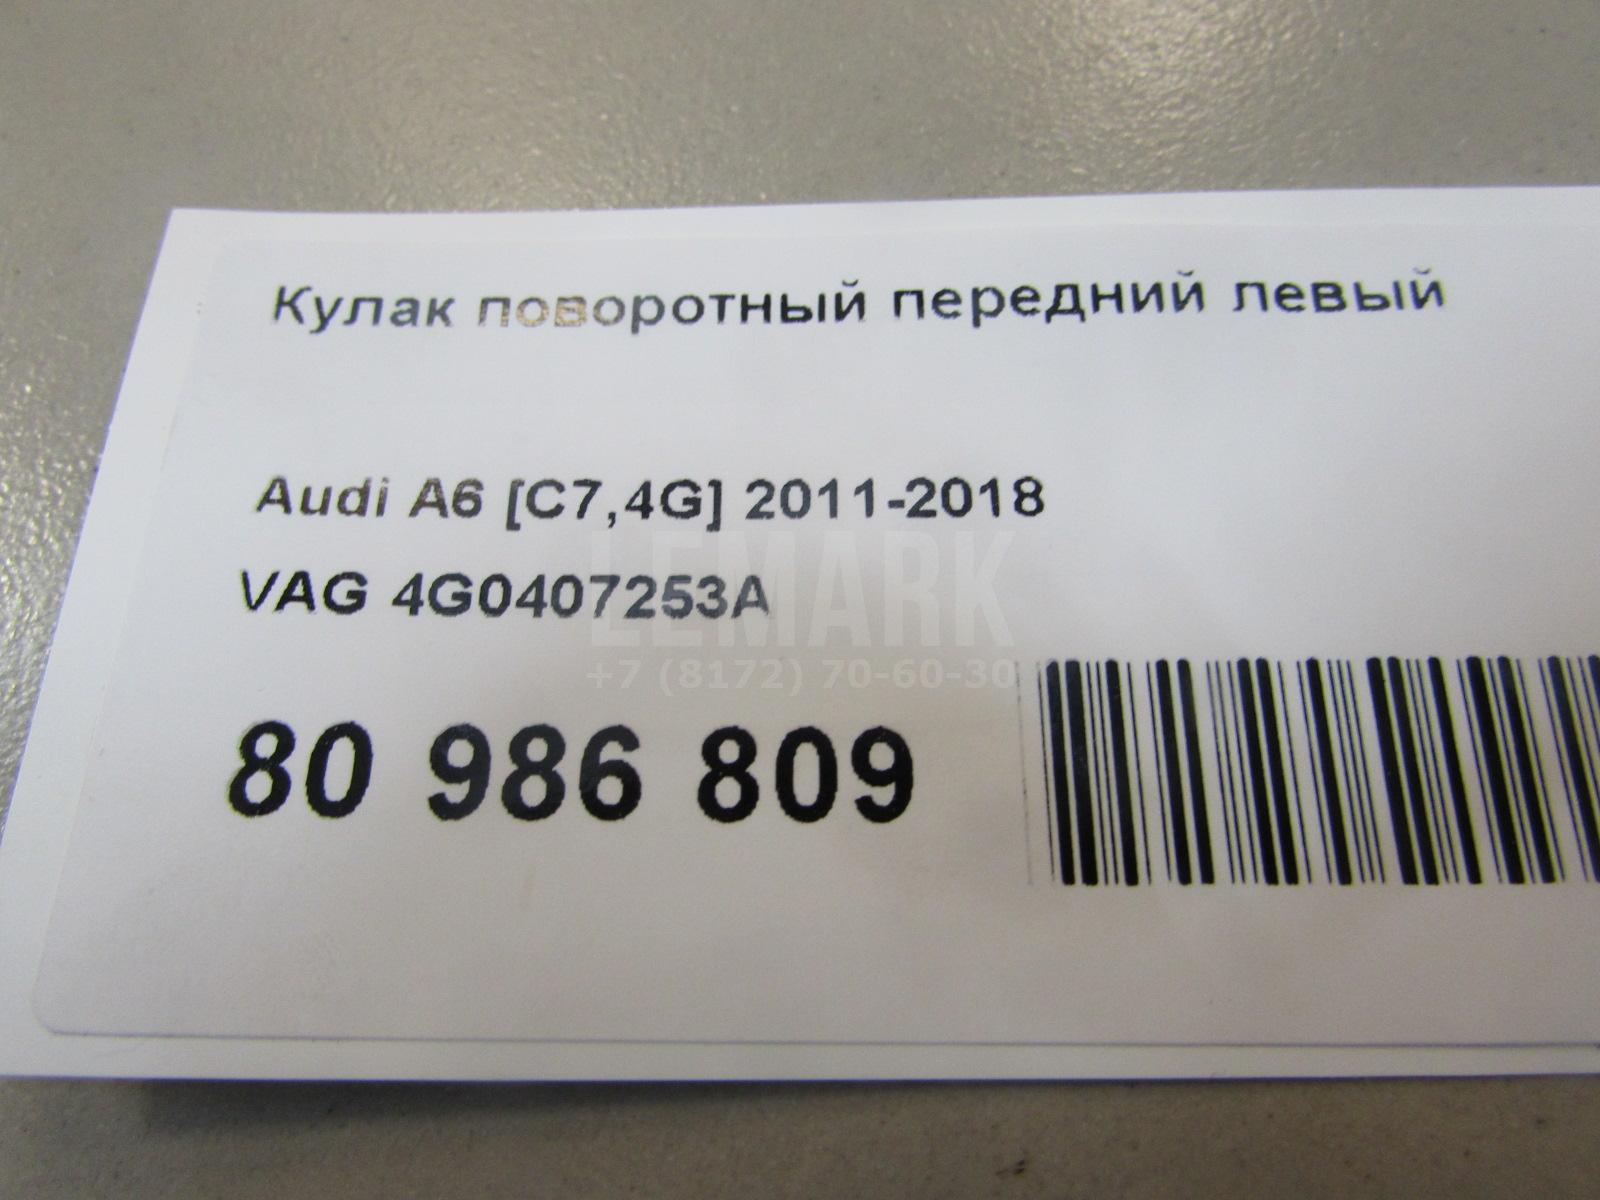 Кулак поворотный передний левый
Audi A6 [C7,4G] 2011-2018
VAG 4G0407253A
LEMARK
+7 (8172) 70-60-30
80 986 809